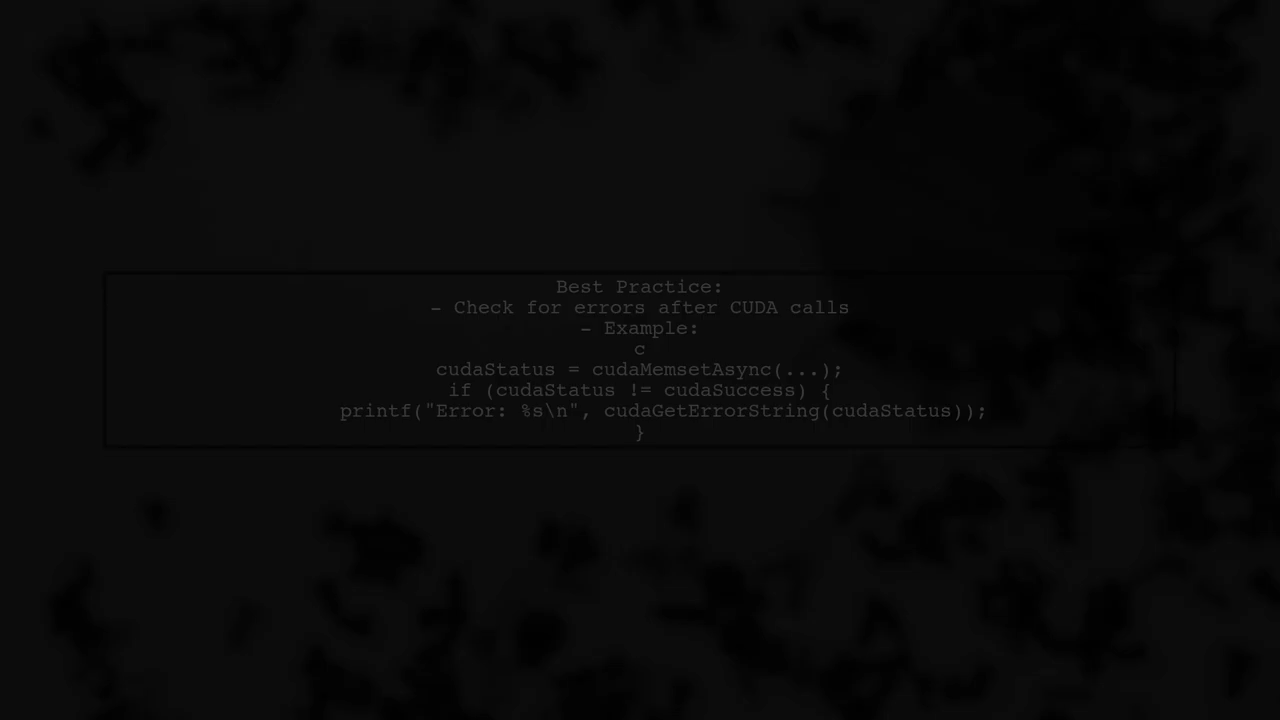 Best Practice:
- Check for errors after CUDA calls
- Example:
c
cudaStatus = cudaMemsetAsync(...);
if (cudaStatus != cudaSuccess) {
printf("Error: %s\n", cudaGetErrorString(cudaStatus));
}